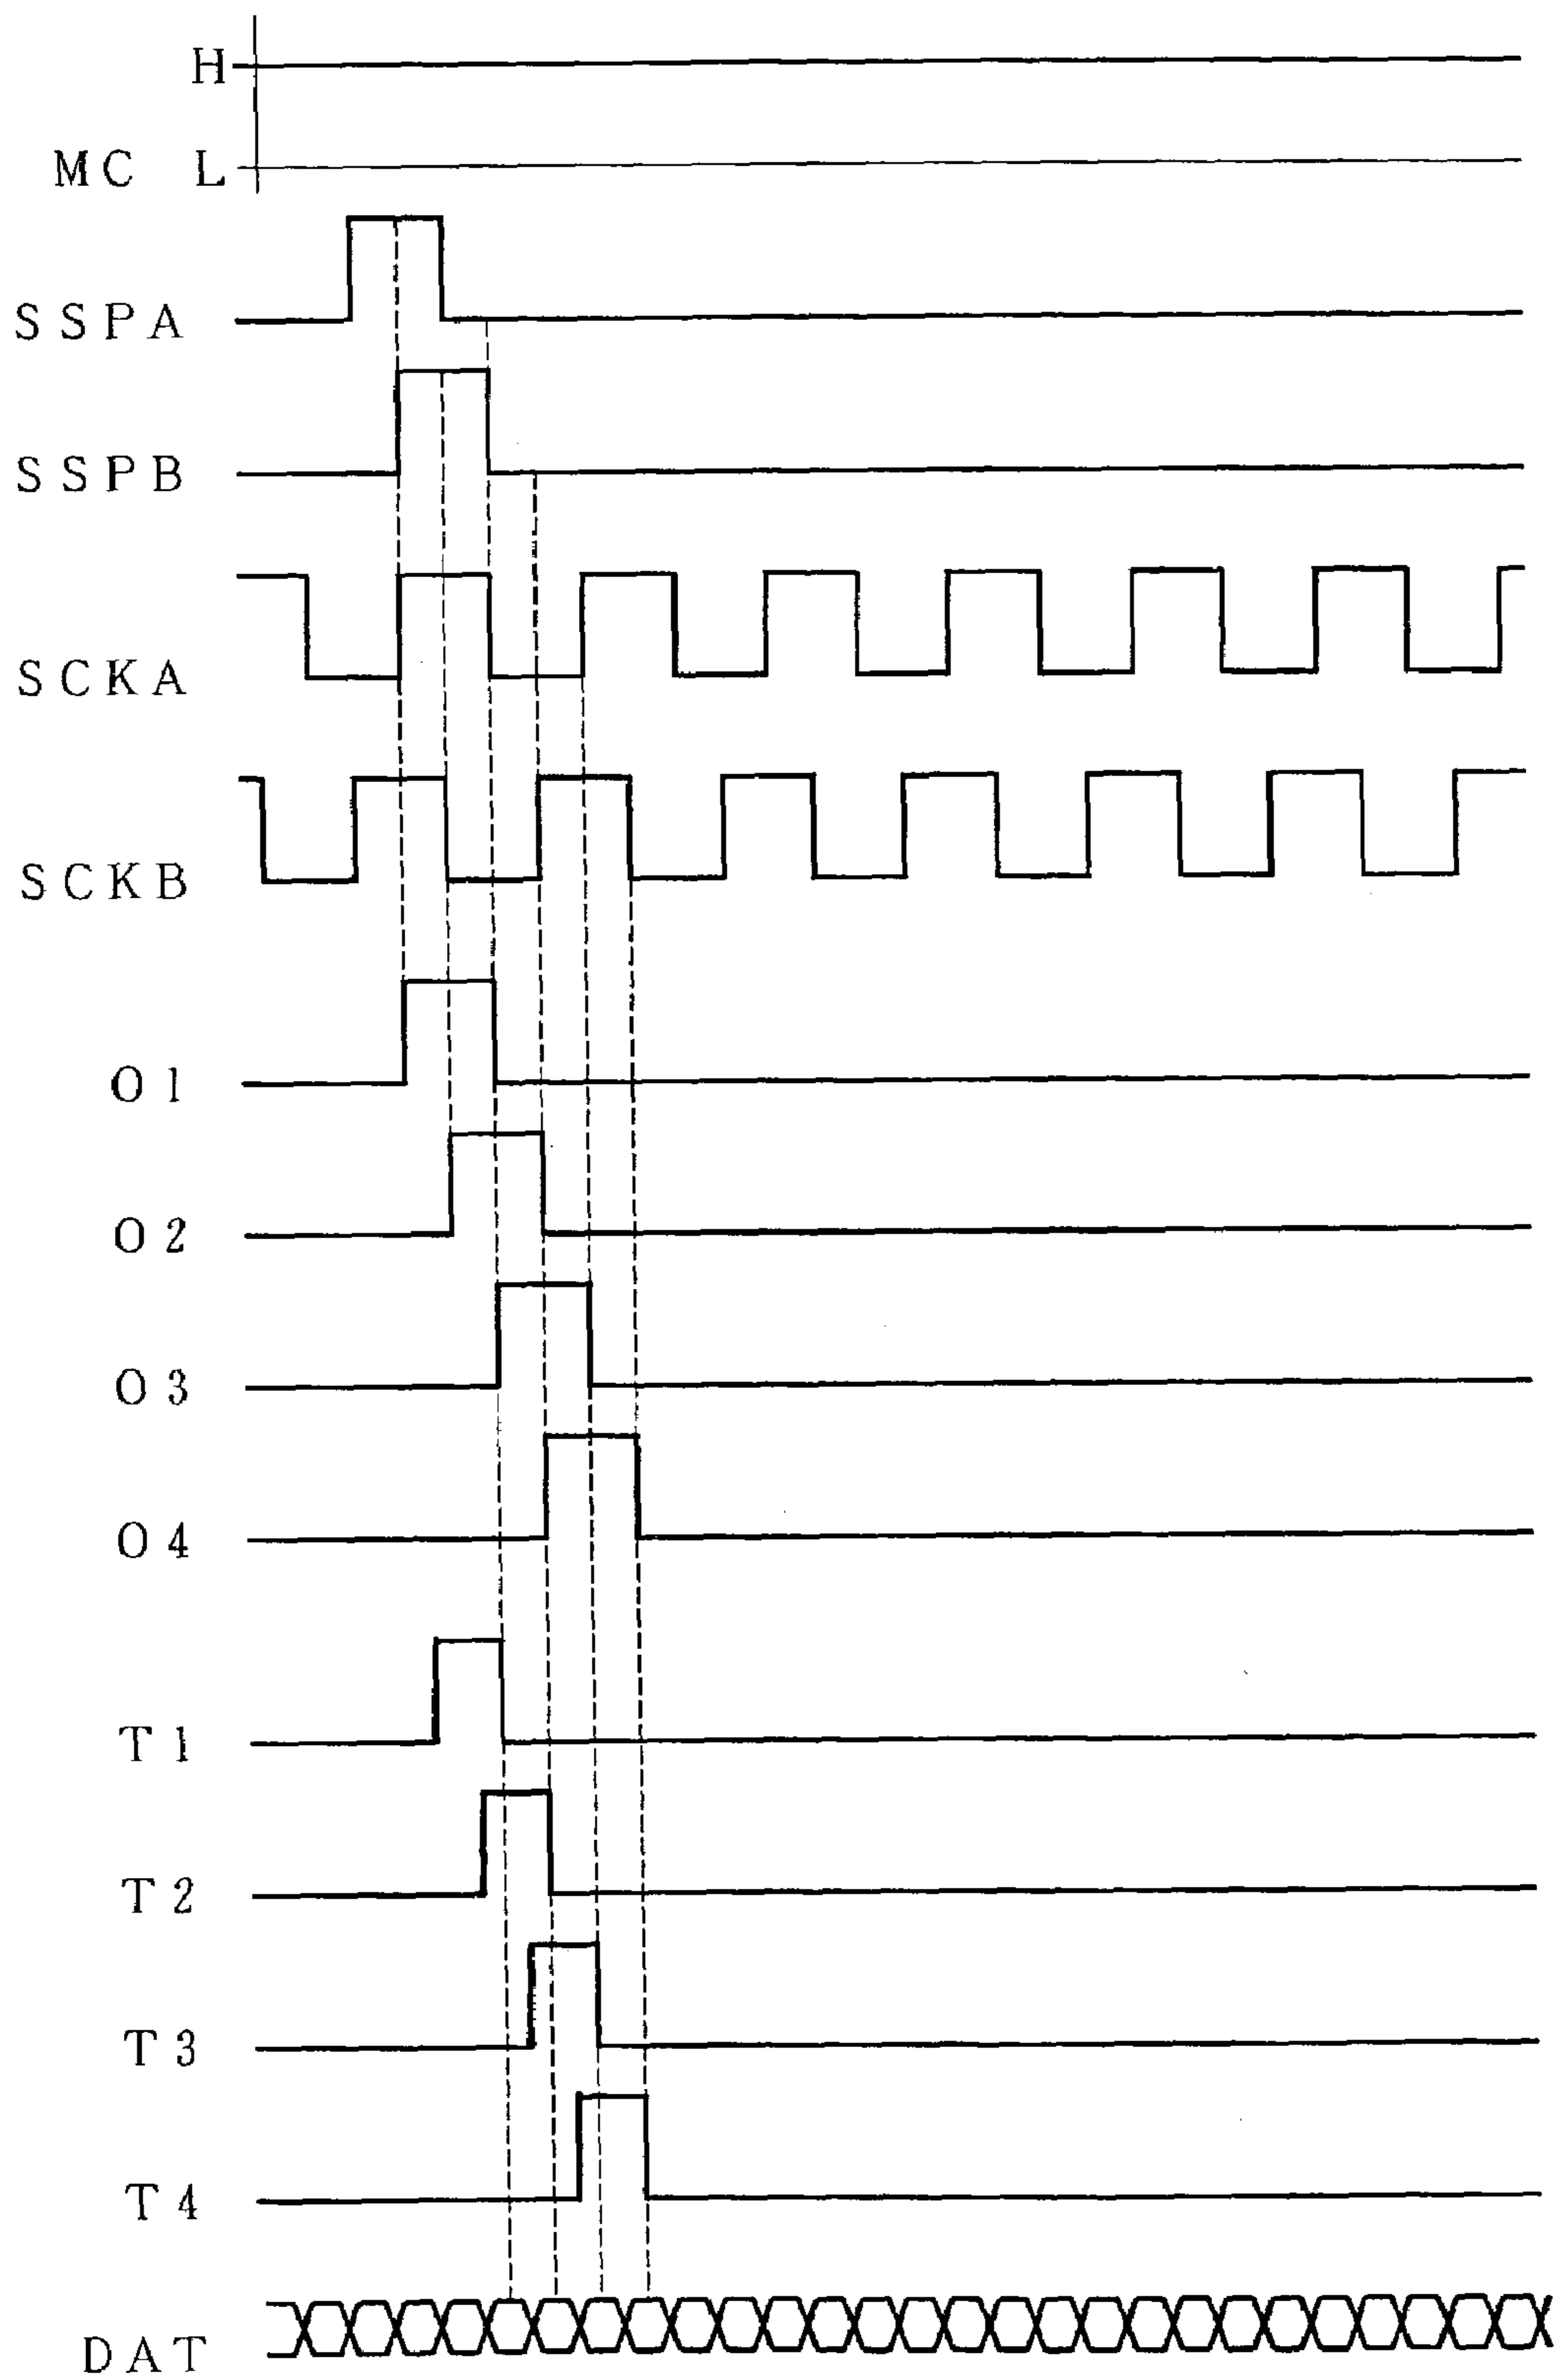 H
MC L
SSPA
SSPB
SCKA
SCKB
O1
O2
O3
O4
T1
T2
T3
T4
DAT